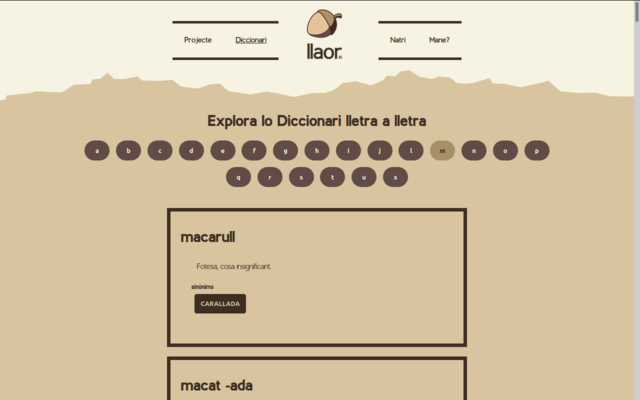 Projecte
Diccionari
llaor
Natri
Mane?
Explora lo Diccionari lletra a lletra
a b c d e f g h i j l m n o p
q r s t u v x
macarull
Fotesa, cosa insignificant.
sinònims
CARALLADA
macat -ada